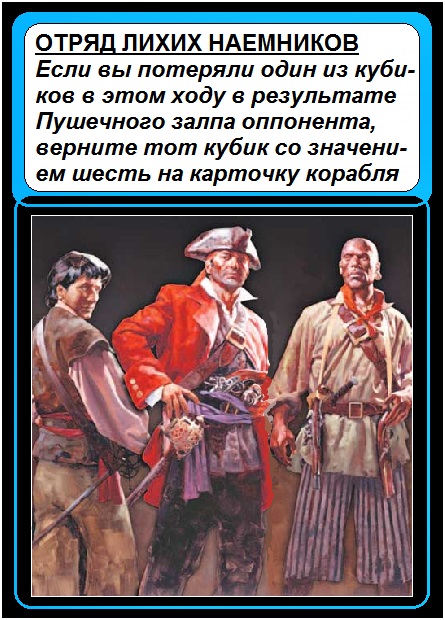 ОТРЯД ЛИХИХ НАЕМНИКОВ
Если вы потеряли один из куби-
ков в этом ходу в результате
Пушечного залпа оппонента,
верните тот кубик со значени-
ем шесть на карточку корабля